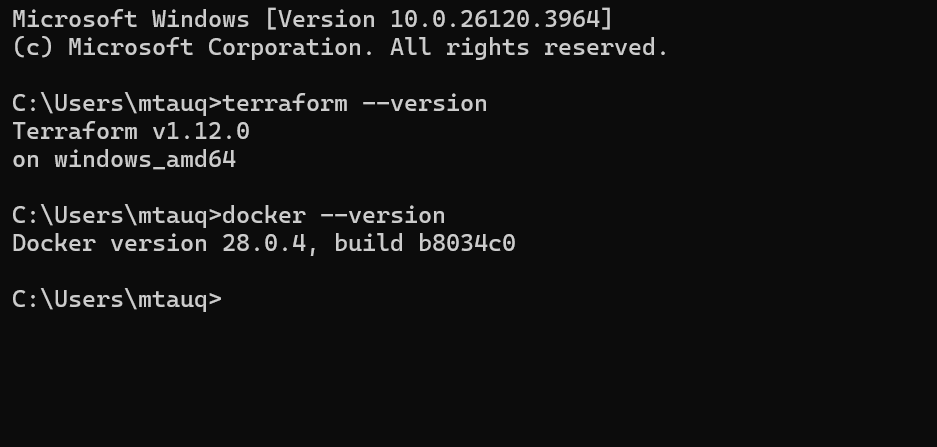 Microsoft Windows [Version 10.0.26120.3964]
(c) Microsoft Corporation. All rights reserved.
C:\Users\mtauq>terraform --version
Terraform v1.12.0
on windows_amd64
C:\Users\mtauq>docker --version
Docker version 28.0.4, build b8034c0
C:\Users\mtauq>